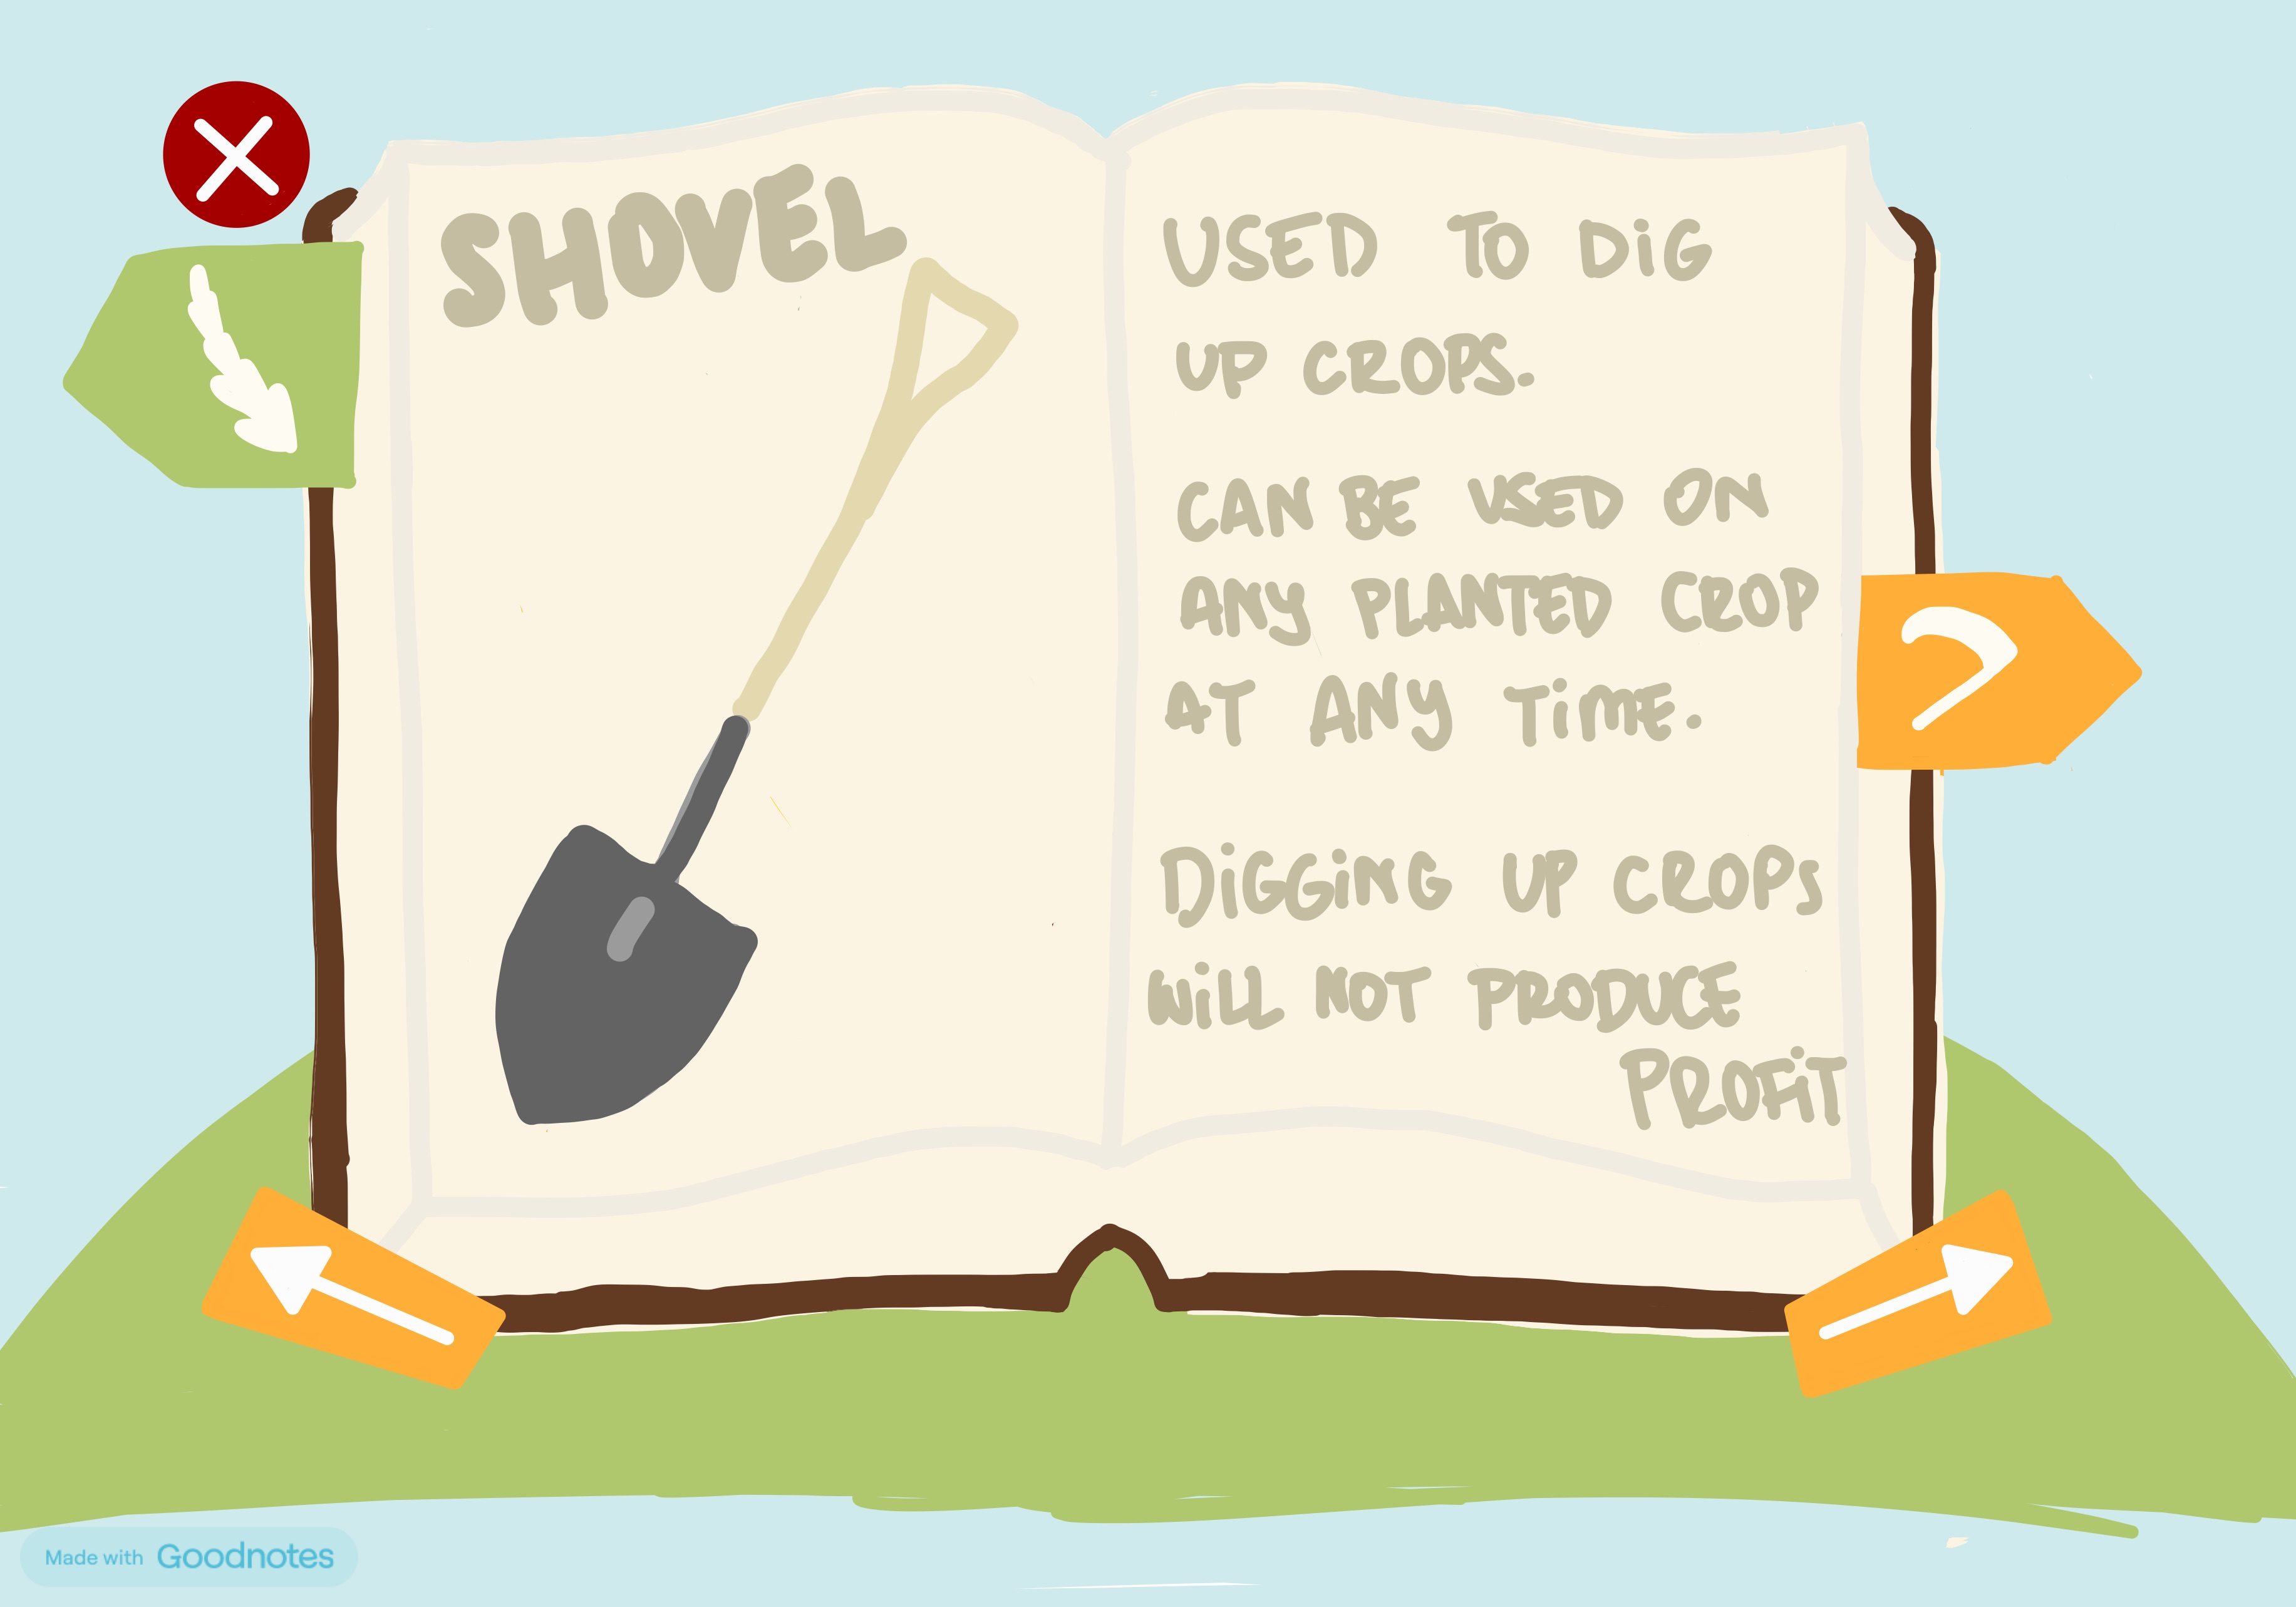 SHOVEL
USED TO DiG
UP CROPS.
CAN BE USED ON
ANY PLANTED CROP
AT ANY TiME.
DiGGiNG UP CROPS
WiLL NOT PRODUCE
PROFiT
Made with Goodnotes